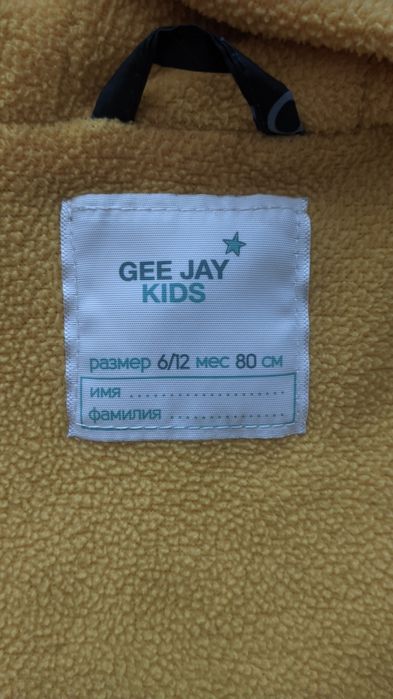 GEE JAY
KIDS
размер 6/12 мес 80 см
имя ....................
фамилия ..............